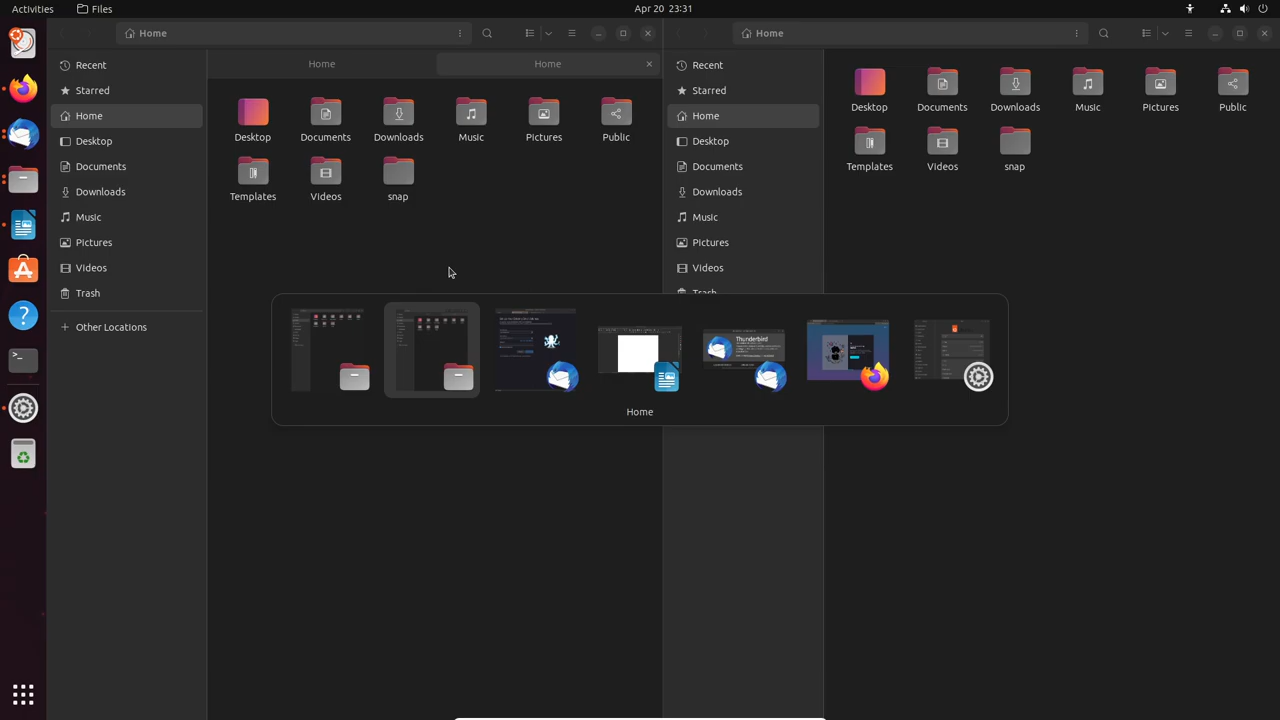 Activities
Files
Apr 20 23:31
Home
Home
Recent
Starred
Home
Desktop
Documents
Downloads
Music
Pictures
Videos
Trash
Other Locations
Home
Home
Desktop
Documents
Downloads
Music
Pictures
Public
Templates
Videos
snap
Recent
Starred
Home
Desktop
Documents
Downloads
Music
Pictures
Videos
Trash
Desktop
Documents
Downloads
Music
Pictures
Public
Templates
Videos
snap
Thunderbird
Home